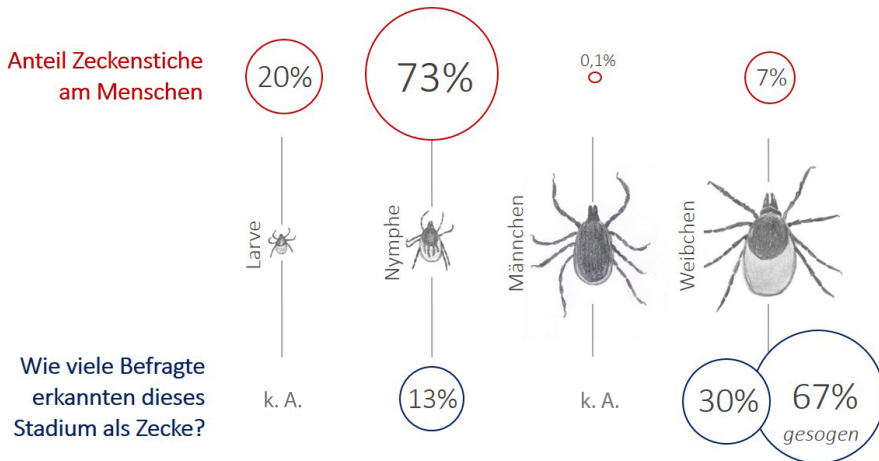 Anteil Zeckenstiche
am Menschen
20%
73%
0,1%
7%
Larve
Nymphe
Männchen
Weibchen
Wie viele Befragte
erkannten dieses
Stadium als Zecke?
k. A.
13%
k. A.
30%
67%
gesogen